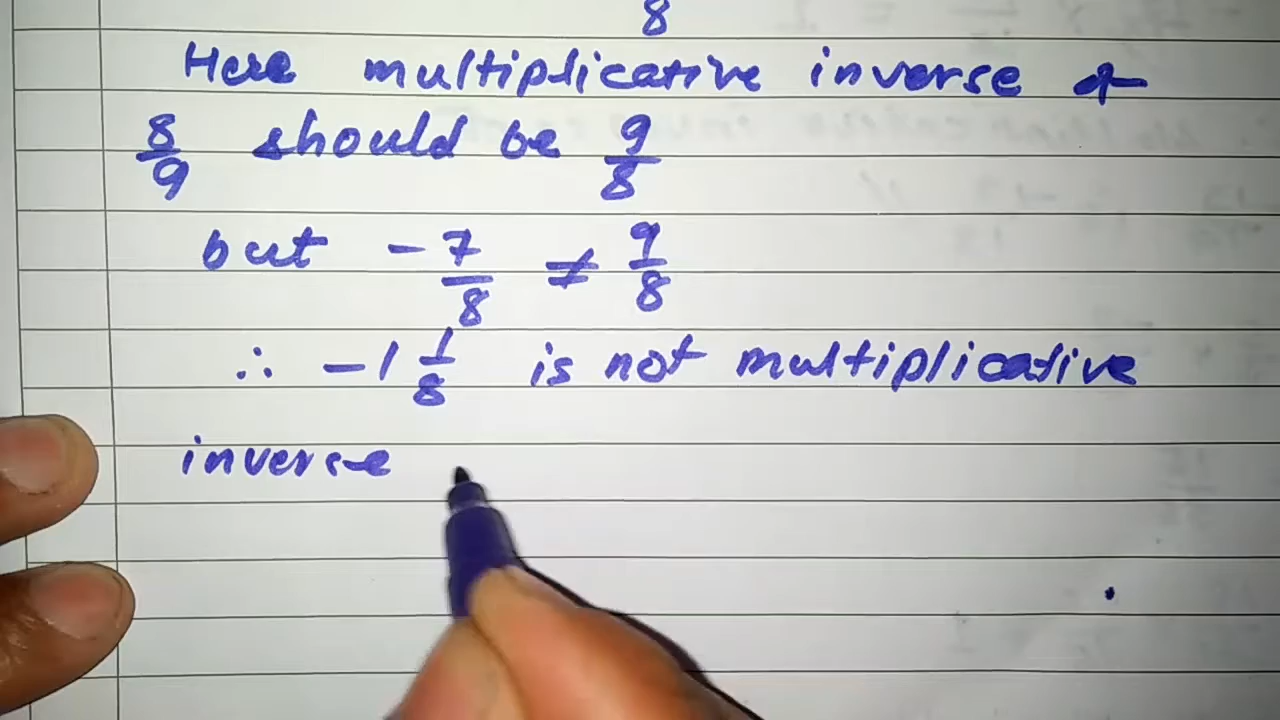 8
Here multiplicative inverse of
8/9 should be 9/8
but -7/8 ≠ 9/8
∴ -1 1/8 is not multiplicative
inverse